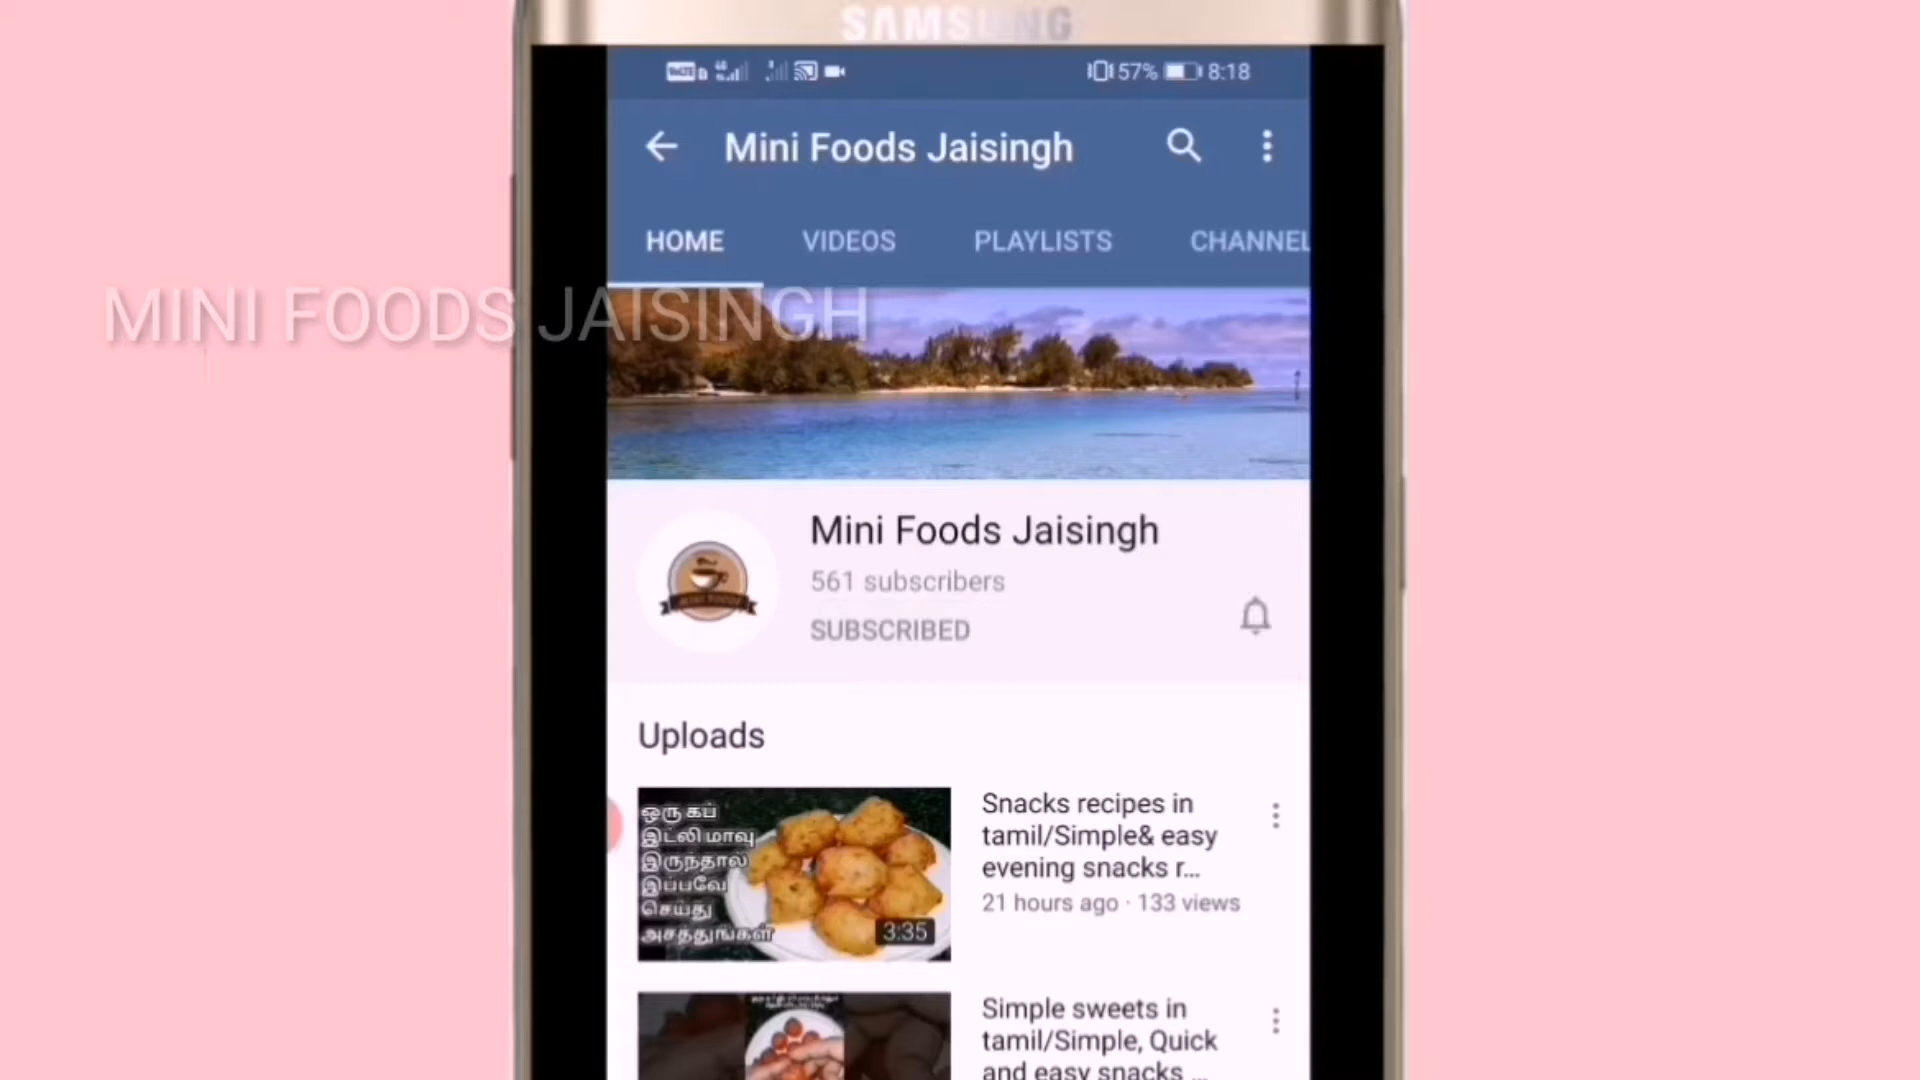 SAMSUNG
57% 8:18
Mini Foods Jaisingh
HOME VIDEOS PLAYLISTS CHANNEL
MINI FOODS JAISINGH
Mini Foods Jaisingh
561 subscribers
SUBSCRIBED
Uploads
ஒரு கப்
இட்லி மாவு
இருந்தால்
இப்பவே
செய்து
அசத்துங்கள்
3:35
Snacks recipes in
tamil/Simple& easy
evening snacks r...
21 hours ago · 133 views
Simple sweets in
tamil/Simple, Quick
and easy snacks ...